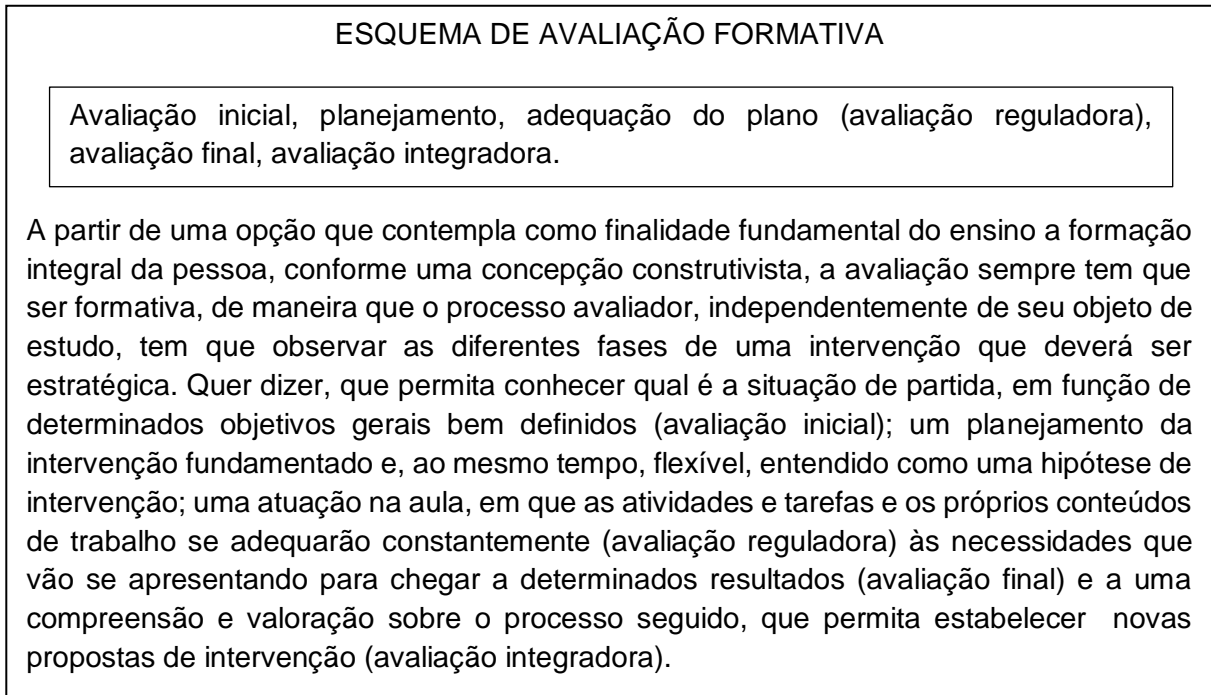 ESQUEMA DE AVALIAÇÃO FORMATIVA
Avaliação inicial, planejamento, adequação do plano (avaliação reguladora),
avaliação final, avaliação integradora.
A partir de uma opção que contempla como finalidade fundamental do ensino a formação
integral da pessoa, conforme uma concepção construtivista, a avaliação sempre tem que
ser formativa, de maneira que o processo avaliador, independentemente de seu objeto de
estudo, tem que observar as diferentes fases de uma intervenção que deverá ser
estratégica. Quer dizer, que permita conhecer qual é a situação de partida, em função de
determinados objetivos gerais bem definidos (avaliação inicial); um planejamento da
intervenção fundamentado e, ao mesmo tempo, flexível, entendido como uma hipótese de
intervenção; uma atuação na aula, em que as atividades e tarefas e os próprios conteúdos
de trabalho se adequarão constantemente (avaliação reguladora) às necessidades que
vão se apresentando para chegar a determinados resultados (avaliação final) e a uma
compreensão e valoração sobre o processo seguido, que permita estabelecer novas
propostas de intervenção (avaliação integradora).